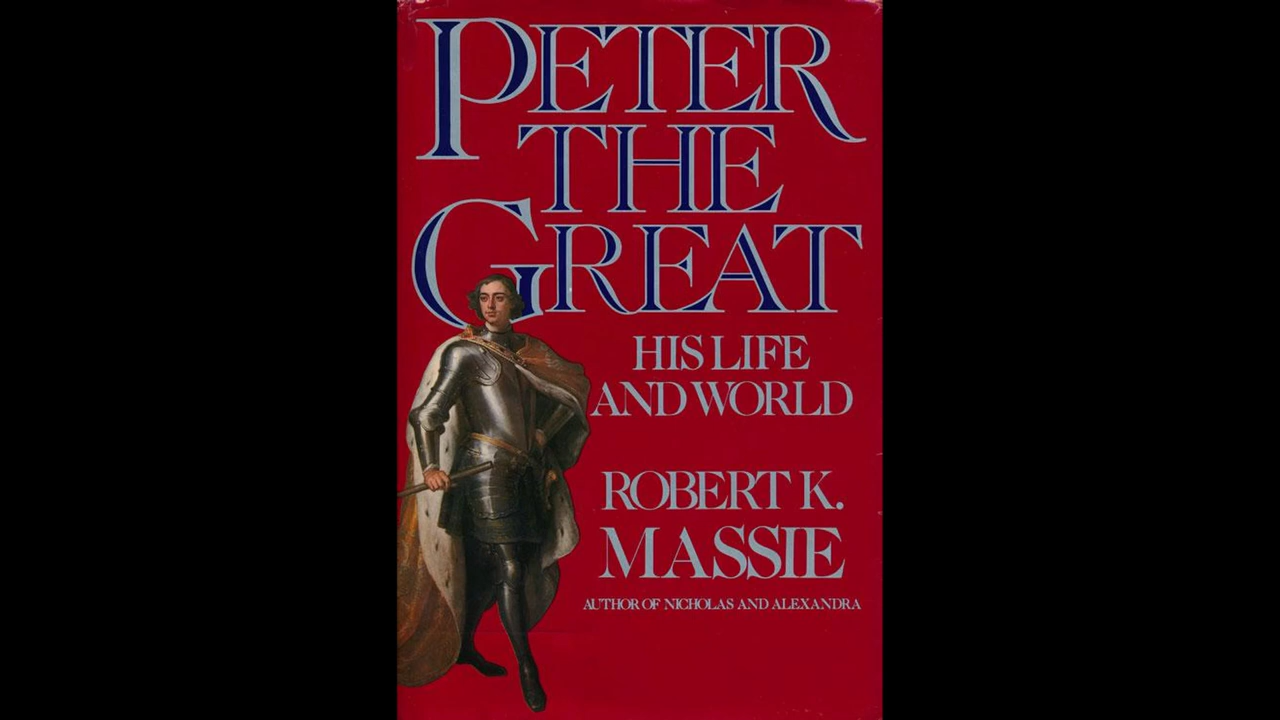 PETER
THE
GREAT
HIS LIFE
AND WORLD
ROBERT K.
MASSIE
AUTHOR OF NICHOLAS AND ALEXANDRA